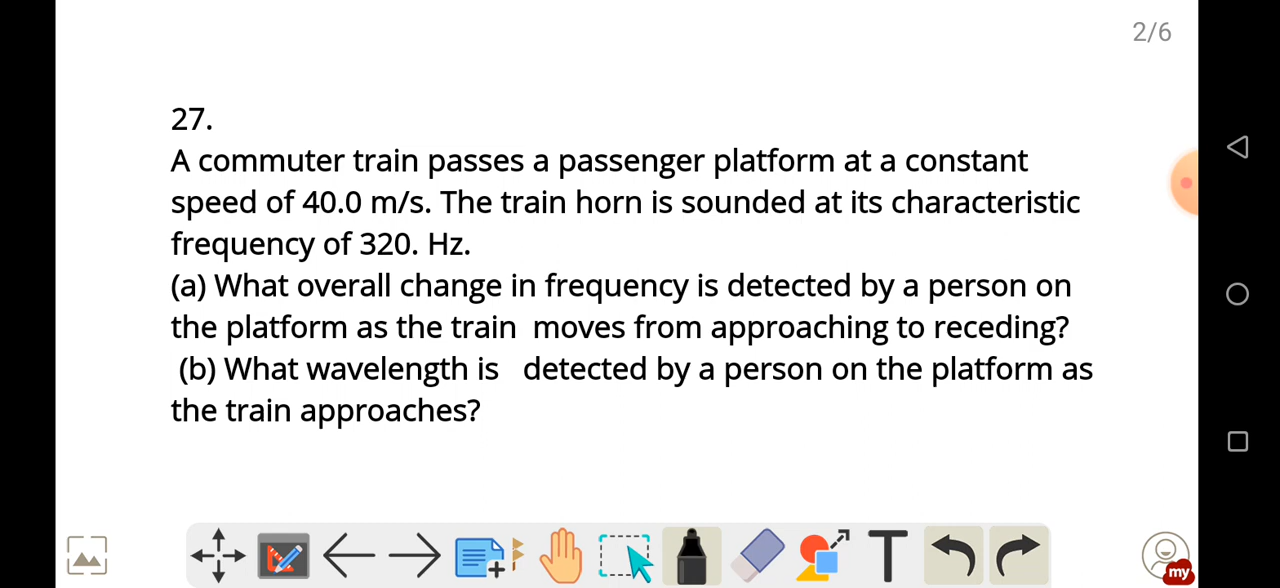 2/6
27.
A commuter train passes a passenger platform at a constant
speed of 40.0 m/s. The train horn is sounded at its characteristic
frequency of 320. Hz.
(a) What overall change in frequency is detected by a person on
the platform as the train moves from approaching to receding?
(b) What wavelength is detected by a person on the platform as
the train approaches?
T
my